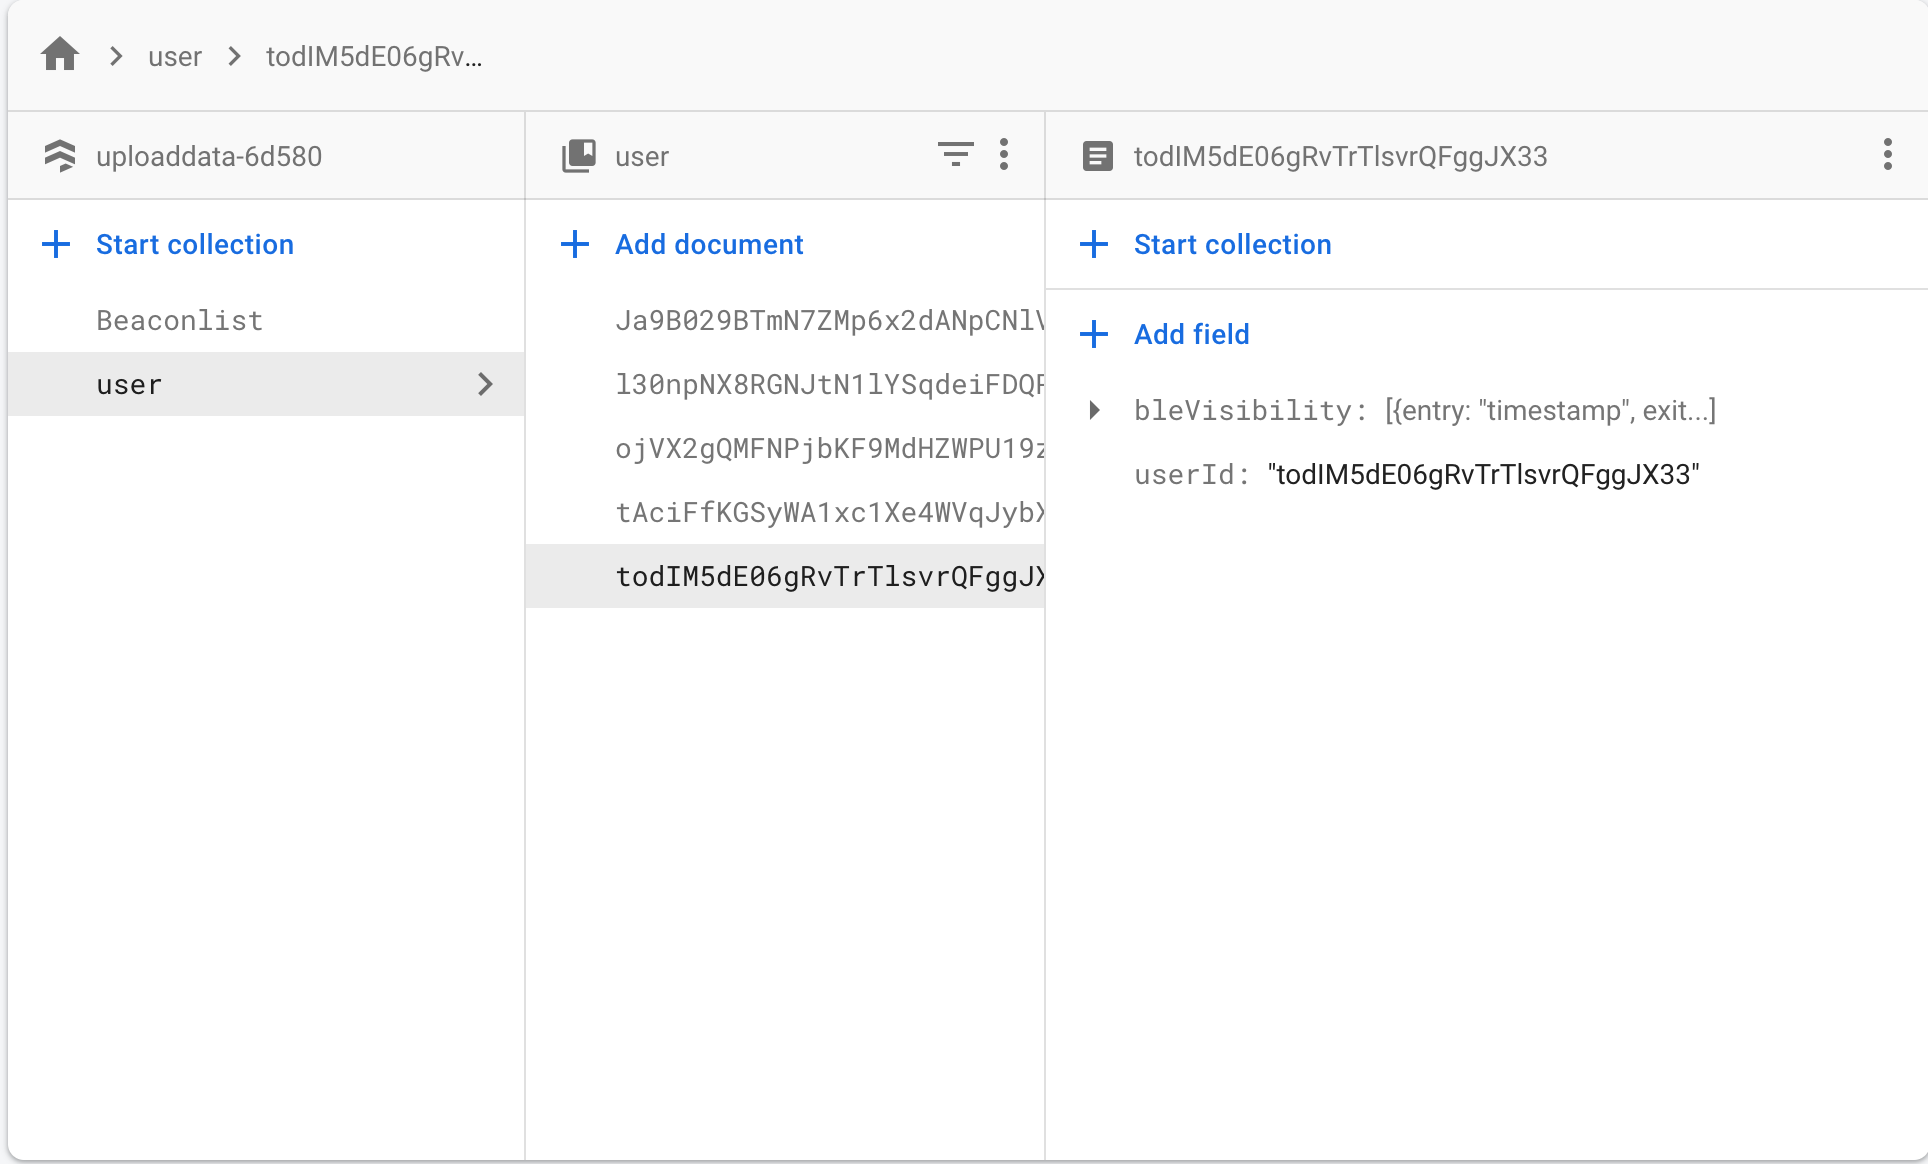 user
todIM5dE06gRv...
uploaddata-6d580
Start collection
Beaconlist
user
user
Add document
Ja9B029BTmN7ZMp6x2dANpCNlV
l30npNX8RGNJtN1lYSqdeiFDQF
ojVX2gQMFNPjbKF9MdHZWPU19z
tAciFfKGSyWA1xc1Xe4WVqJybX
todIM5dE06gRvTrTlsvrQFggJX
todIM5dE06gRvTrTlsvrQFggJX33
Start collection
Add field
bleVisibility: [{entry: "timestamp", exit...]
userId: "todIM5dE06gRvTrTlsvrQFggJX33"